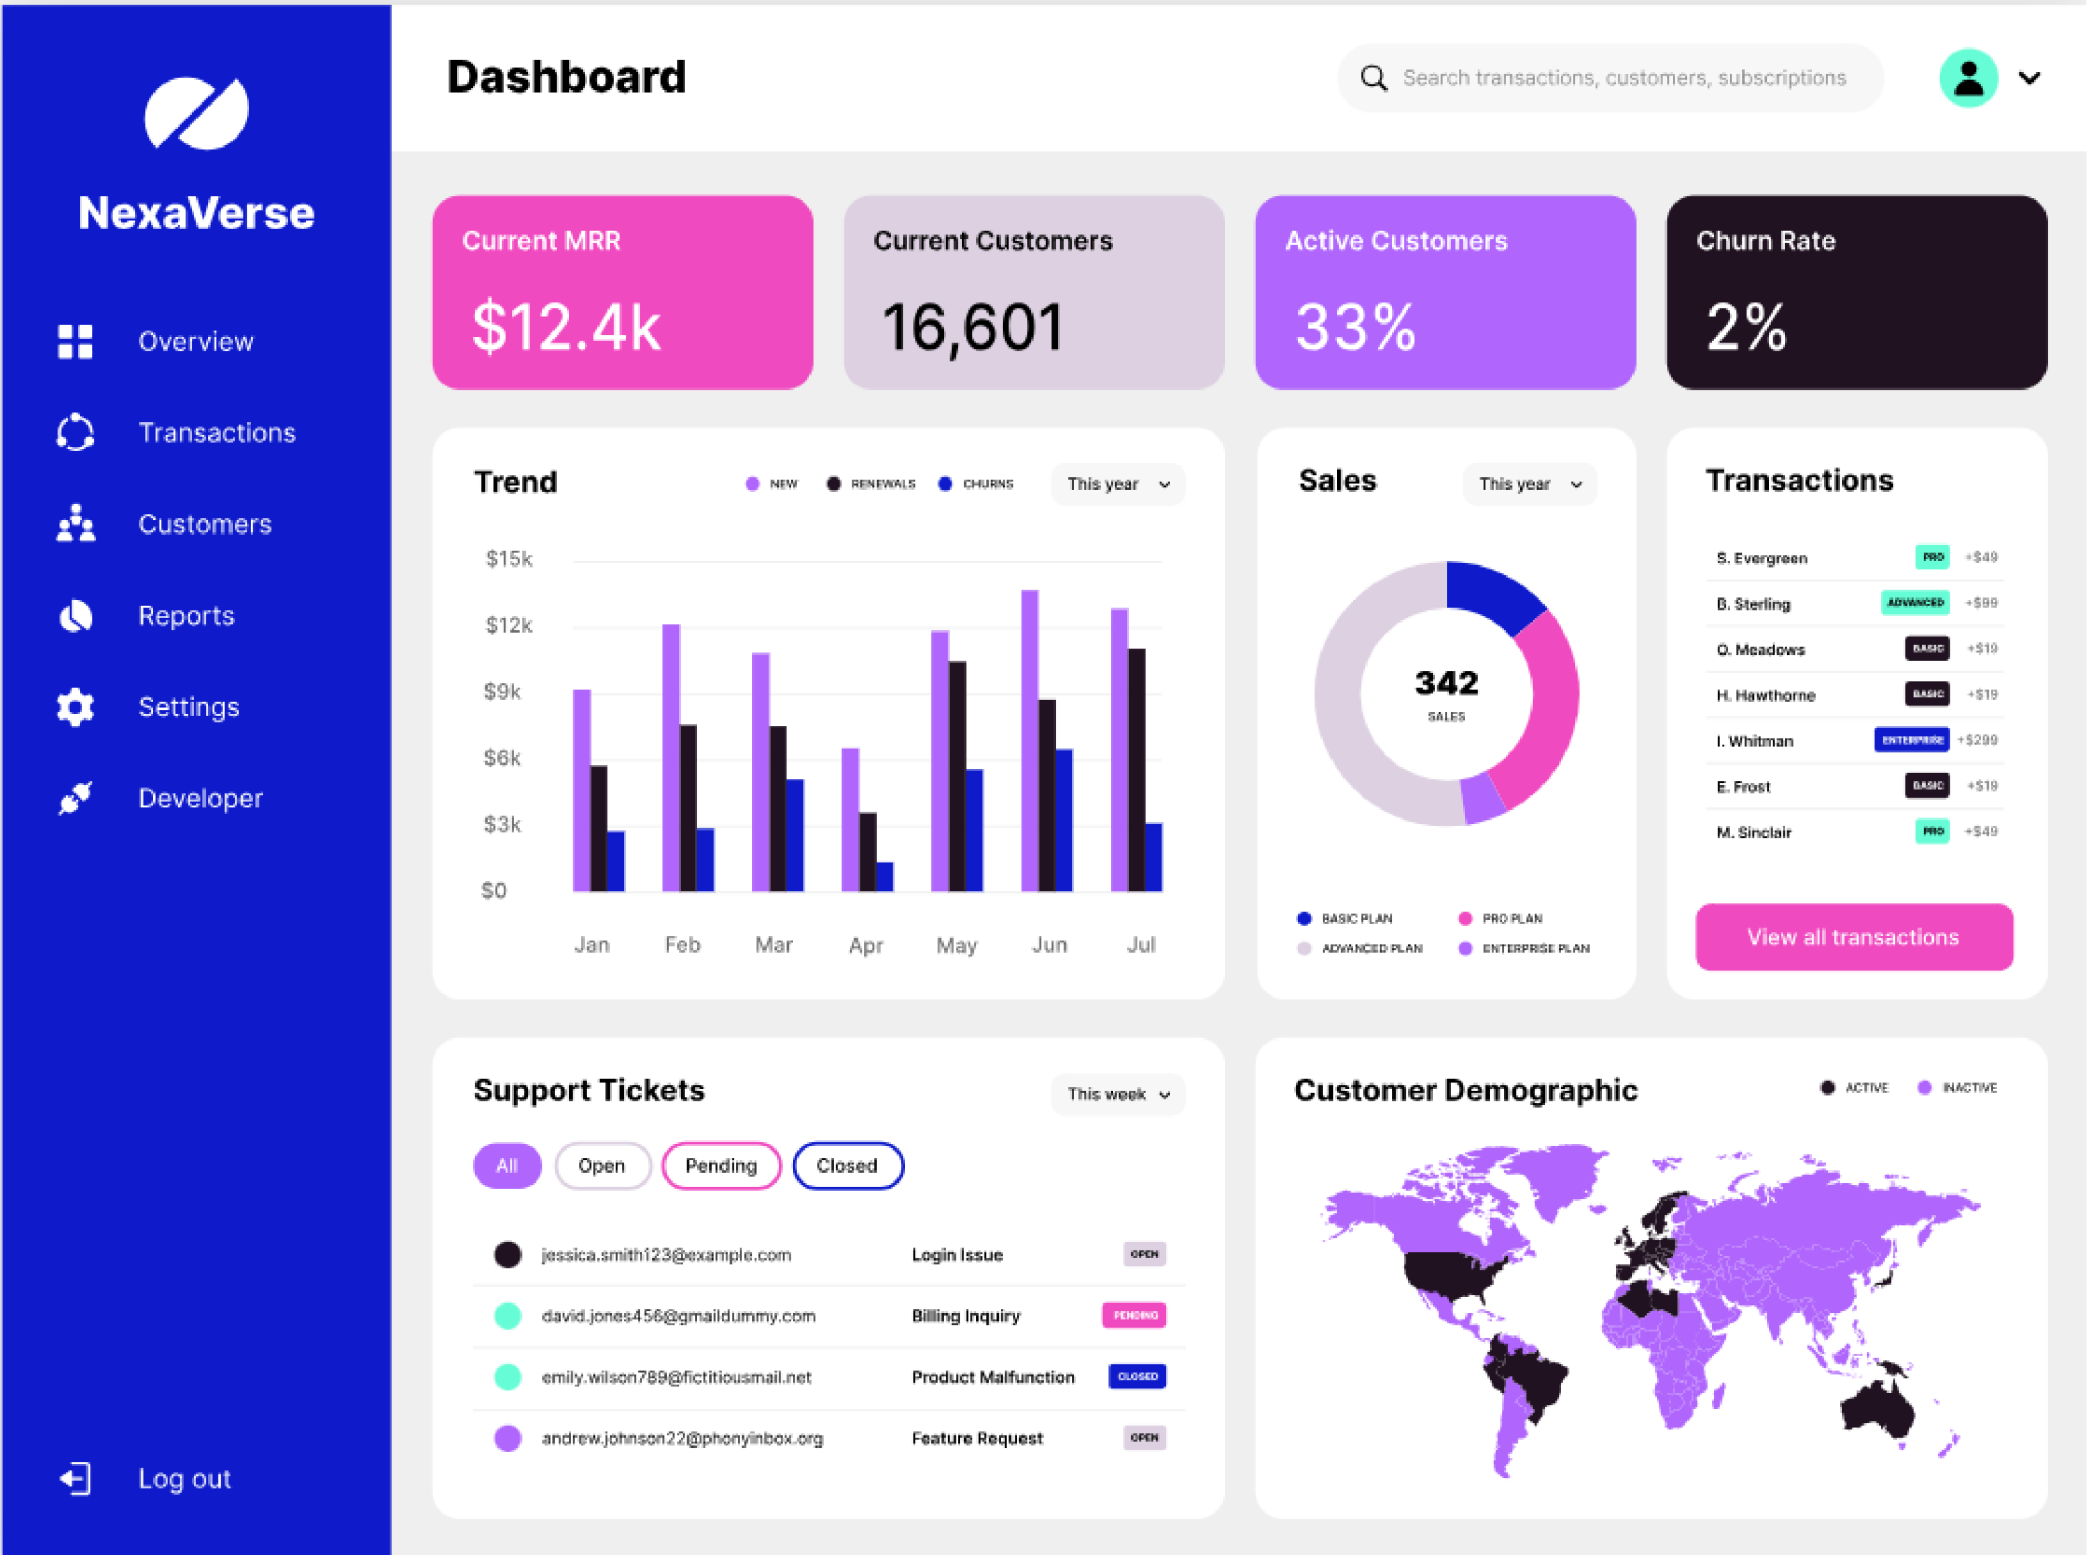 NexaVerse
Overview
Transactions
Customers
Reports
Settings
Developer
Log out
Dashboard
Search transactions, customers, subscriptions
Current MRR
$12.4k
Current Customers
16,601
Active Customers
33%
Churn Rate
2%
Trend
NEW RENEWALS CHURNS
This year
$15k
$12k
$9k
$6k
$3k
$0
Jan Feb Mar Apr May Jun Jul
Sales
This year
342
SALES
BASIC PLAN PRO PLAN
ADVANCED PLAN ENTERPRISE PLAN
Transactions
S. Evergreen PRO +$49
B. Sterling ADVANCED +$99
O. Meadows BASIC +$19
H. Hawthorne BASIC +$19
I. Whitman ENTERPRISE +$299
E. Frost BASIC +$19
M. Sinclair PRO +$49
View all transactions
Support Tickets
This week
All Open Pending Closed
jessica.smith123@example.com Login Issue OPEN
david.jones456@gmaildummy.com Billing Inquiry PENDING
emily.wilson789@fictitiousmail.net Product Malfunction CLOSED
andrew.johnson22@phonyinbox.org Feature Request OPEN
Customer Demographic
ACTIVE INACTIVE